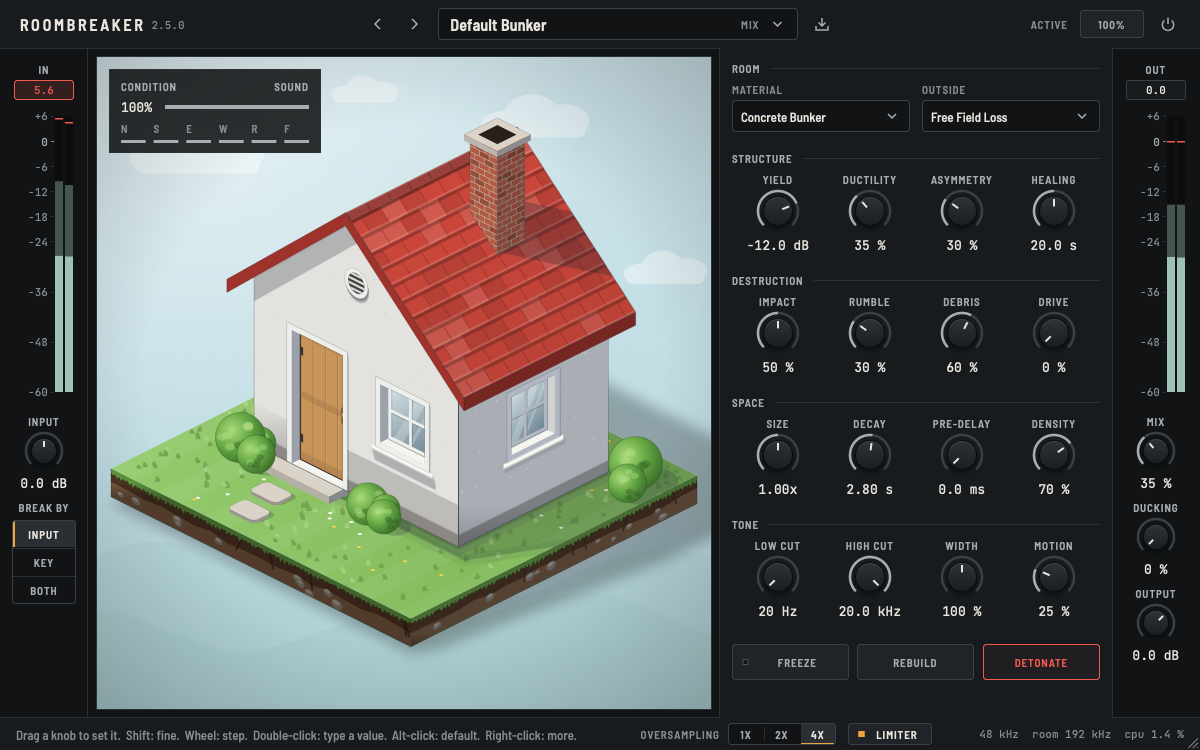 ROOMBREAKER 2.5.0
Default Bunker MIX
ACTIVE 100%
IN
5.6
+6
0
-6
-12
-18
-24
-36
-48
-60
INPUT
0.0 dB
BREAK BY
INPUT
KEY
BOTH
CONDITION SOUND
100%
N S E W R F
ROOM
MATERIAL OUTSIDE
Concrete Bunker Free Field Loss
STRUCTURE
YIELD DUCTILITY ASYMMETRY HEALING
-12.0 dB 35 % 30 % 20.0 s
DESTRUCTION
IMPACT RUMBLE DEBRIS DRIVE
50 % 30 % 60 % 0 %
SPACE
SIZE DECAY PRE-DELAY DENSITY
1.00x 2.80 s 0.0 ms 70 %
TONE
LOW CUT HIGH CUT WIDTH MOTION
20 Hz 20.0 kHz 100 % 25 %
FREEZE REBUILD DETONATE
OUT
0.0
+6
0
-6
-12
-18
-24
-36
-48
-60
MIX
35 %
DUCKING
0 %
OUTPUT
0.0 dB
Drag a knob to set it. Shift: fine. Wheel: step. Double-click: type a value. Alt-click: default. Right-click: more.
OVERSAMPLING 1X 2X 4X LIMITER 48 kHz room 192 kHz cpu 1.4 %